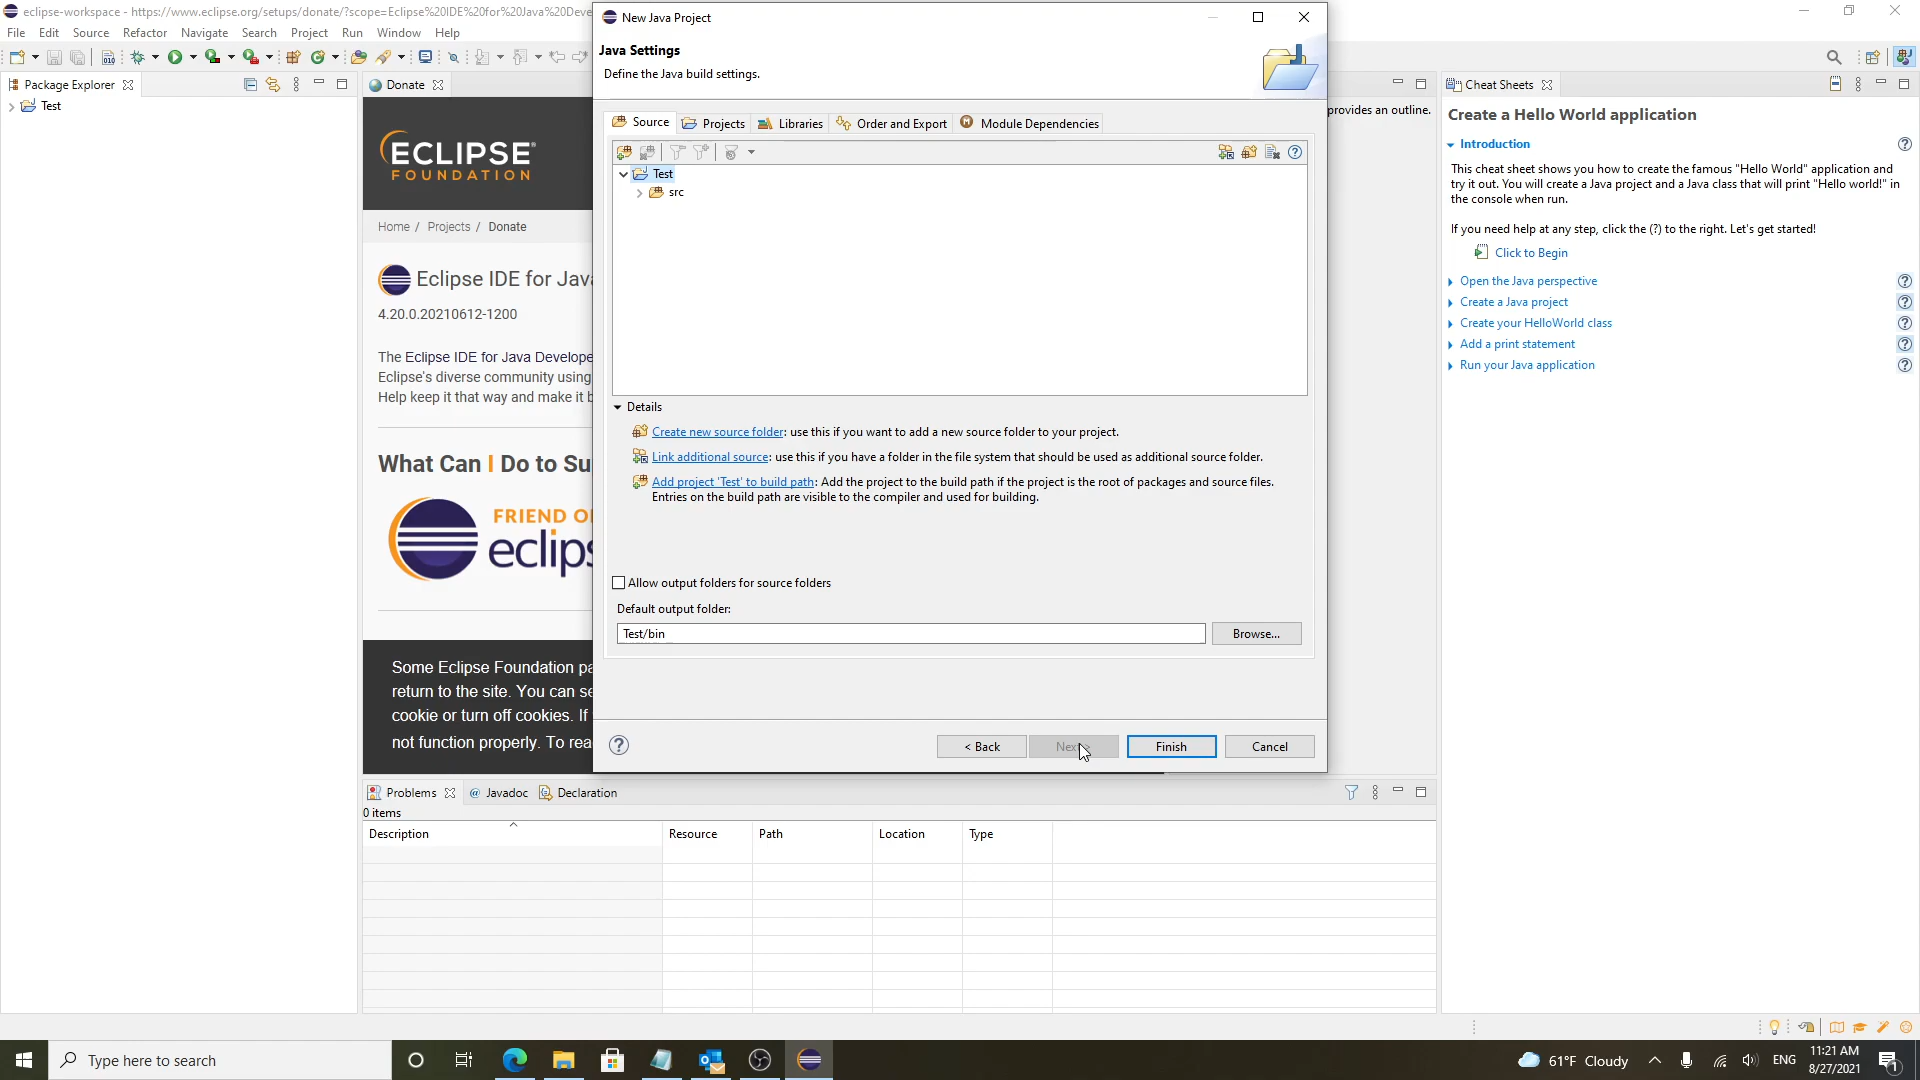 eclipse-workspace - https://www.eclipse.org/setups/donate/?scope=Eclipse%20IDE%20for%20Java%20Deve
File Edit Source Refactor Navigate Search Project Run Window Help
Package Explorer
Test
Donate
ECLIPSE
FOUNDATION
Home / Projects / Donate
Eclipse IDE for Java
4.20.0.20210612-1200
The Eclipse IDE for Java Develope
Eclipse's diverse community using
Help keep it that way and make it b
What Can I Do to Su
FRIEND O
eclips
Some Eclipse Foundation pa
return to the site. You can se
cookie or turn off cookies. If
not function properly. To rea
New Java Project
Java Settings
Define the Java build settings.
Source Projects Libraries Order and Export Module Dependencies
Test
src
Details
Create new source folder: use this if you want to add a new source folder to your project.
Link additional source: use this if you have a folder in the file system that should be used as additional source folder.
Add project 'Test' to build path: Add the project to the build path if the project is the root of packages and source files.
Entries on the build path are visible to the compiler and used for building.
Allow output folders for source folders
Default output folder:
Test/bin
Browse...
< Back Next > Finish Cancel
provides an outline.
Cheat Sheets
Create a Hello World application
Introduction
This cheat sheet shows you how to create the famous "Hello World" application and
try it out. You will create a Java project and a Java class that will print "Hello world!" in
the console when run.
If you need help at any step, click the (?) to the right. Let's get started!
Click to Begin
Open the Java perspective
Create a Java project
Create your HelloWorld class
Add a print statement
Run your Java application
Problems Javadoc Declaration
0 items
Description Resource Path Location Type
Type here to search
61°F Cloudy
ENG
11:21 AM
8/27/2021
1